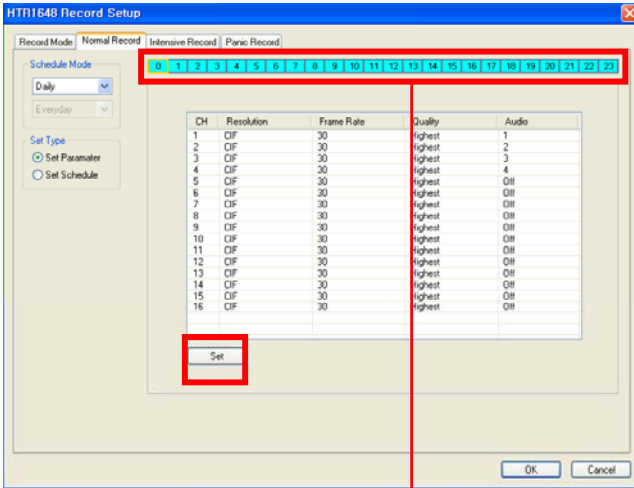 HTR1648 Record Setup
Record Mode Normal Record Intensive Record Panic Record
Schedule Mode
0 1 2 3 4 5 6 7 8 9 10 11 12 13 14 15 16 17 18 19 20 21 22 23
Daily
Everyday
Set Type
Set Paramater
Set Schedule
CH Resolution Frame Rate Quality Audio
1 CIF 30 Highest 1
2 CIF 30 Highest 2
3 CIF 30 Highest 3
4 CIF 30 Highest 4
5 CIF 30 Highest Off
6 CIF 30 Highest Off
7 CIF 30 Highest Off
8 CIF 30 Highest Off
9 CIF 30 Highest Off
10 CIF 30 Highest Off
11 CIF 30 Highest Off
12 CIF 30 Highest Off
13 CIF 30 Highest Off
14 CIF 30 Highest Off
15 CIF 30 Highest Off
16 CIF 30 Highest Off
Set
OK Cancel